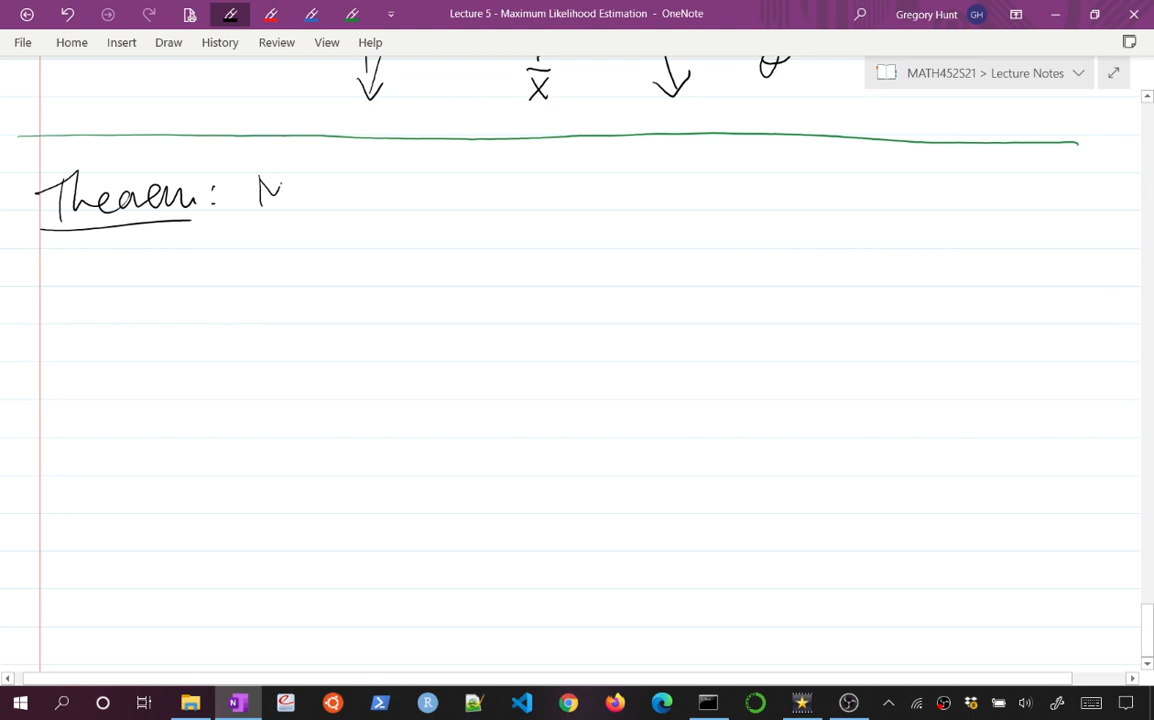 Lecture 5 - Maximum Likelihood Estimation - OneNote
Gregory Hunt GH
File Home Insert Draw History Review View Help
MATH452S21 > Lecture Notes
x̄ θ
Theorem: